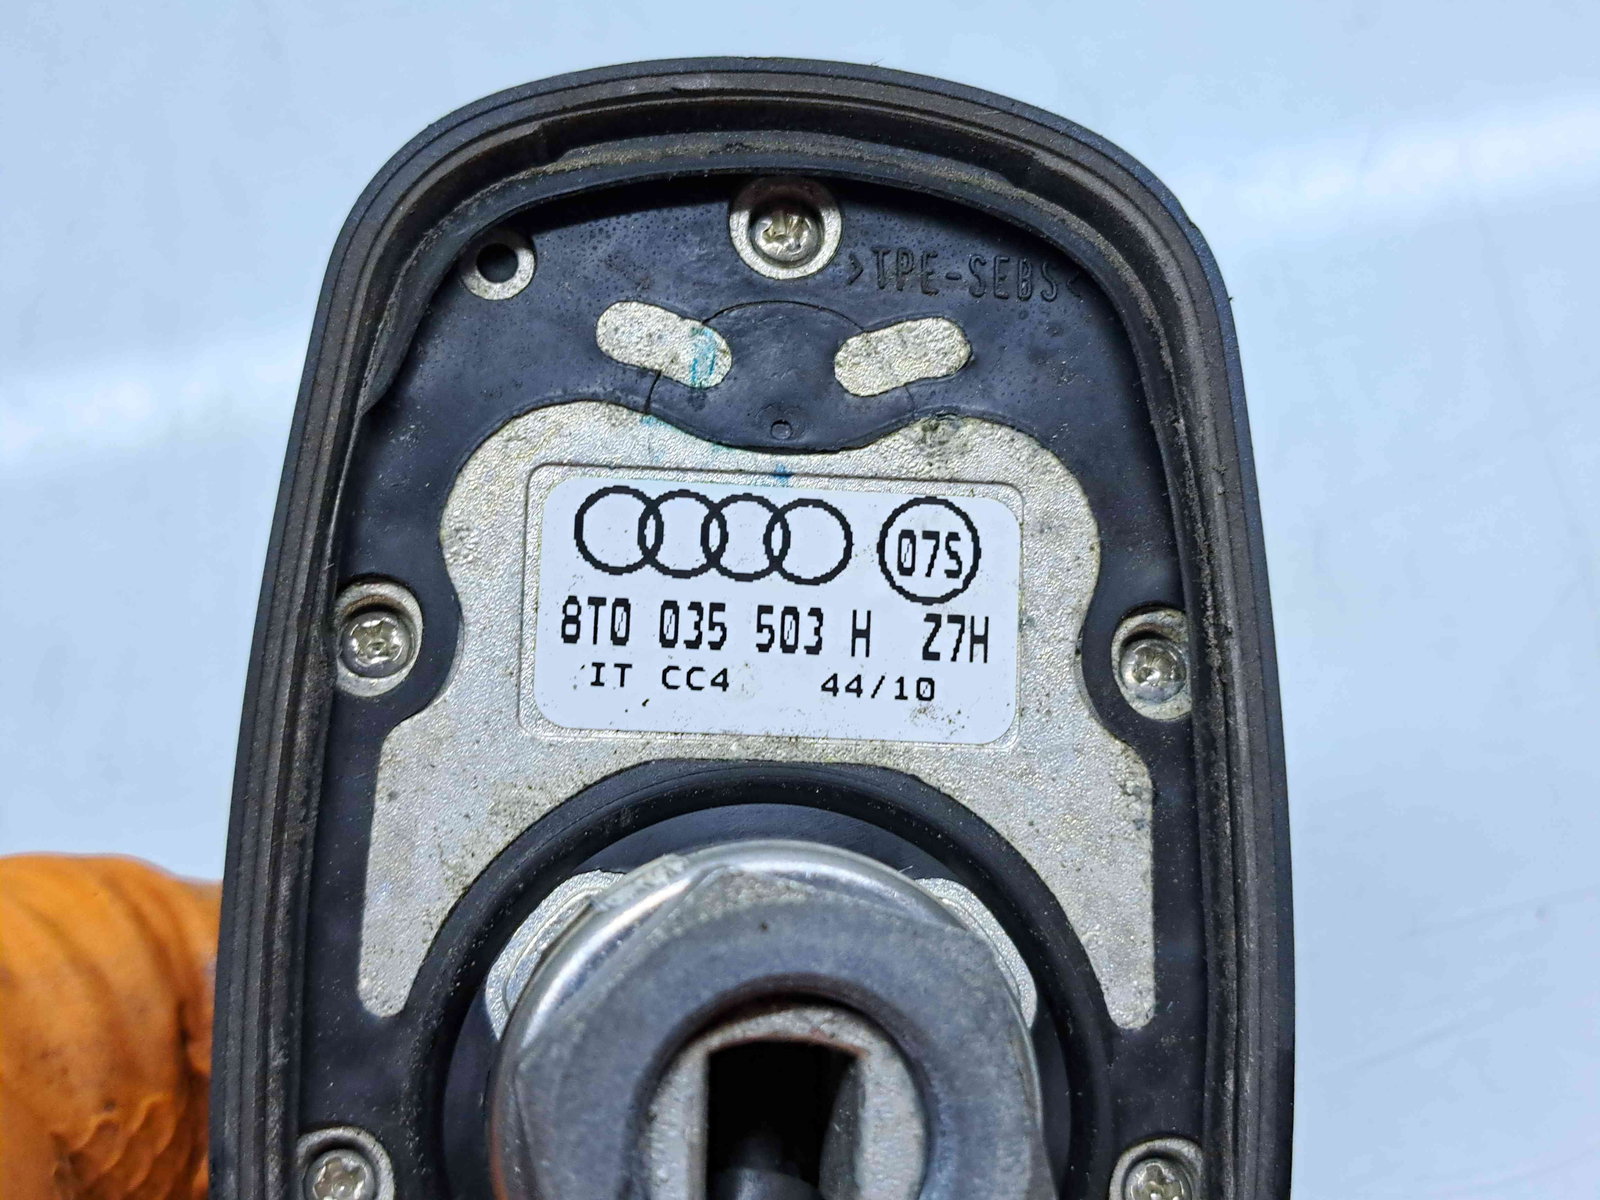 >TPE-SEBS<
07S
8T0 035 503 H Z7H
IT CC4 44/10